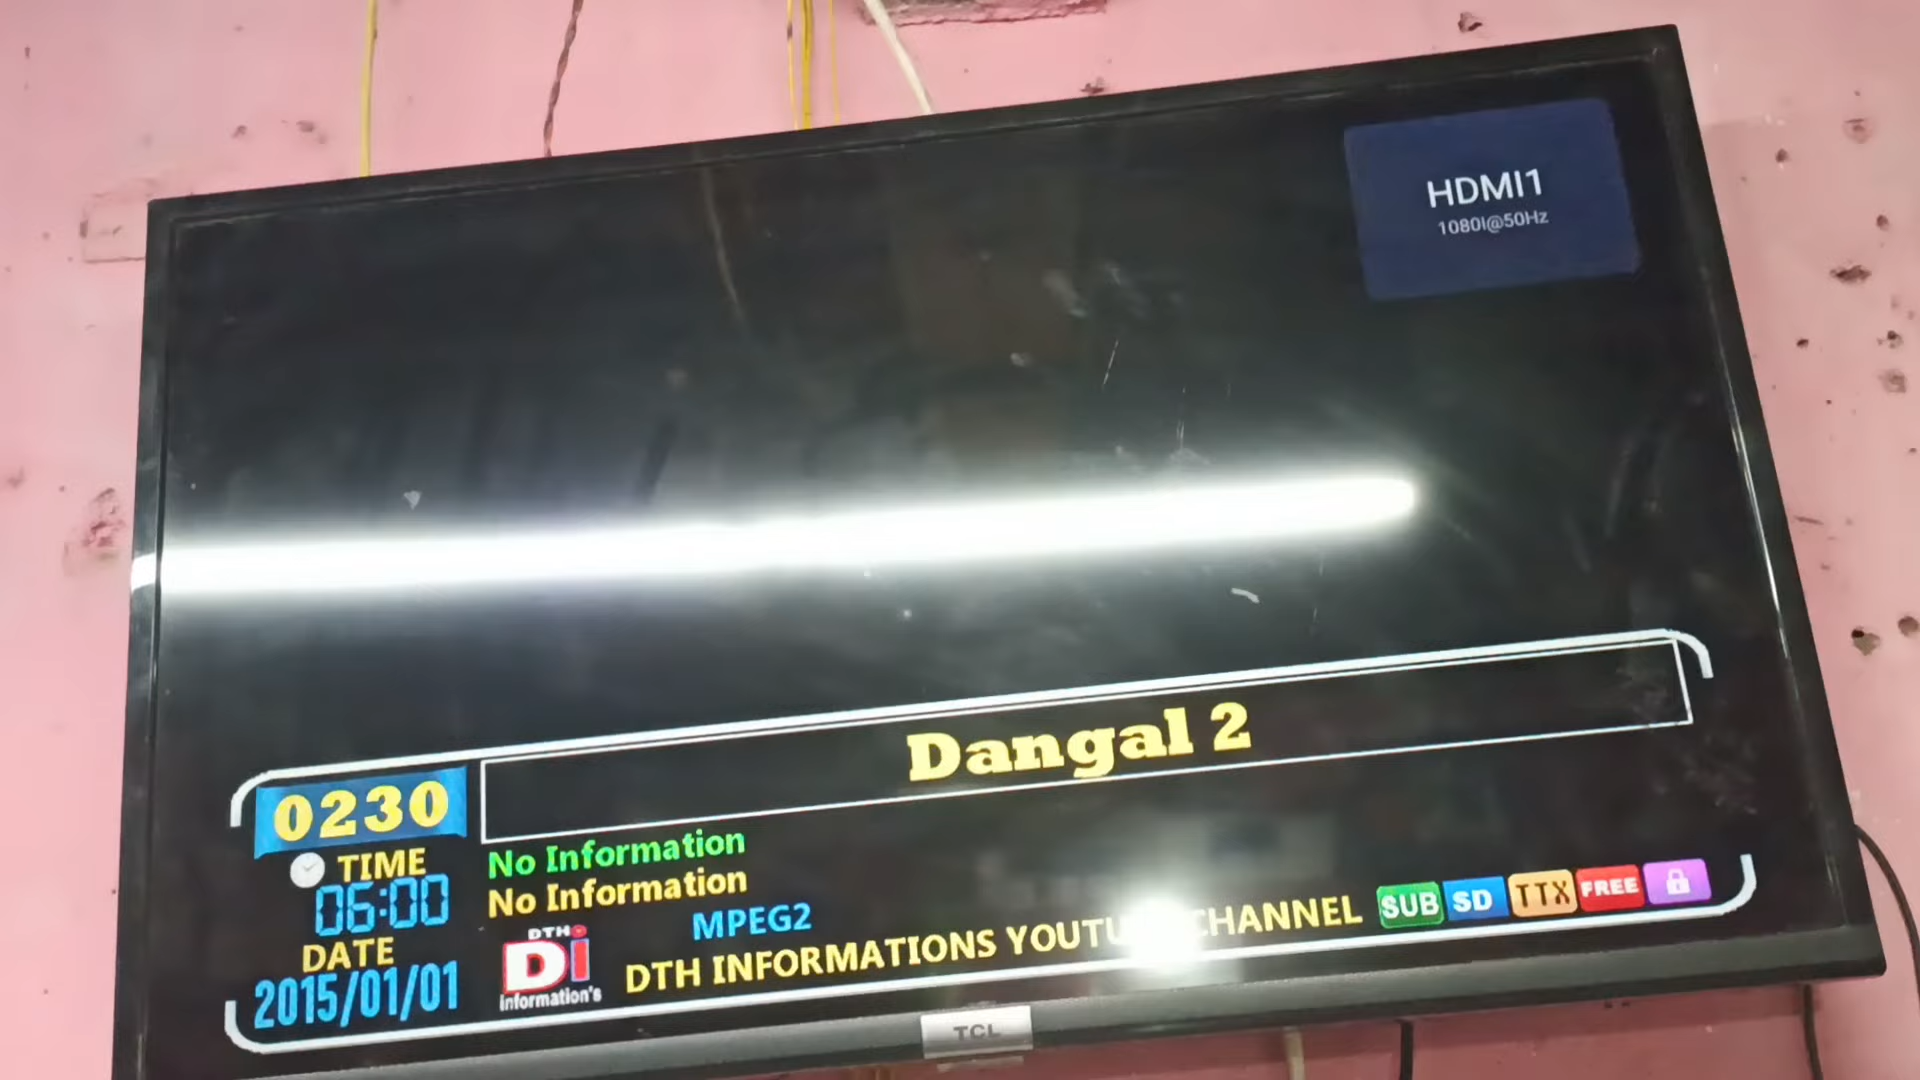 HDMI1
1080I@50Hz
Dangal 2
0230
TIME
06:00
DATE
2015/01/01
No Information
No Information
MPEG2
DTH
Di
information's
DTH INFORMATIONS YOUTU CHANNEL
SUB SD TTX FREE
TCL